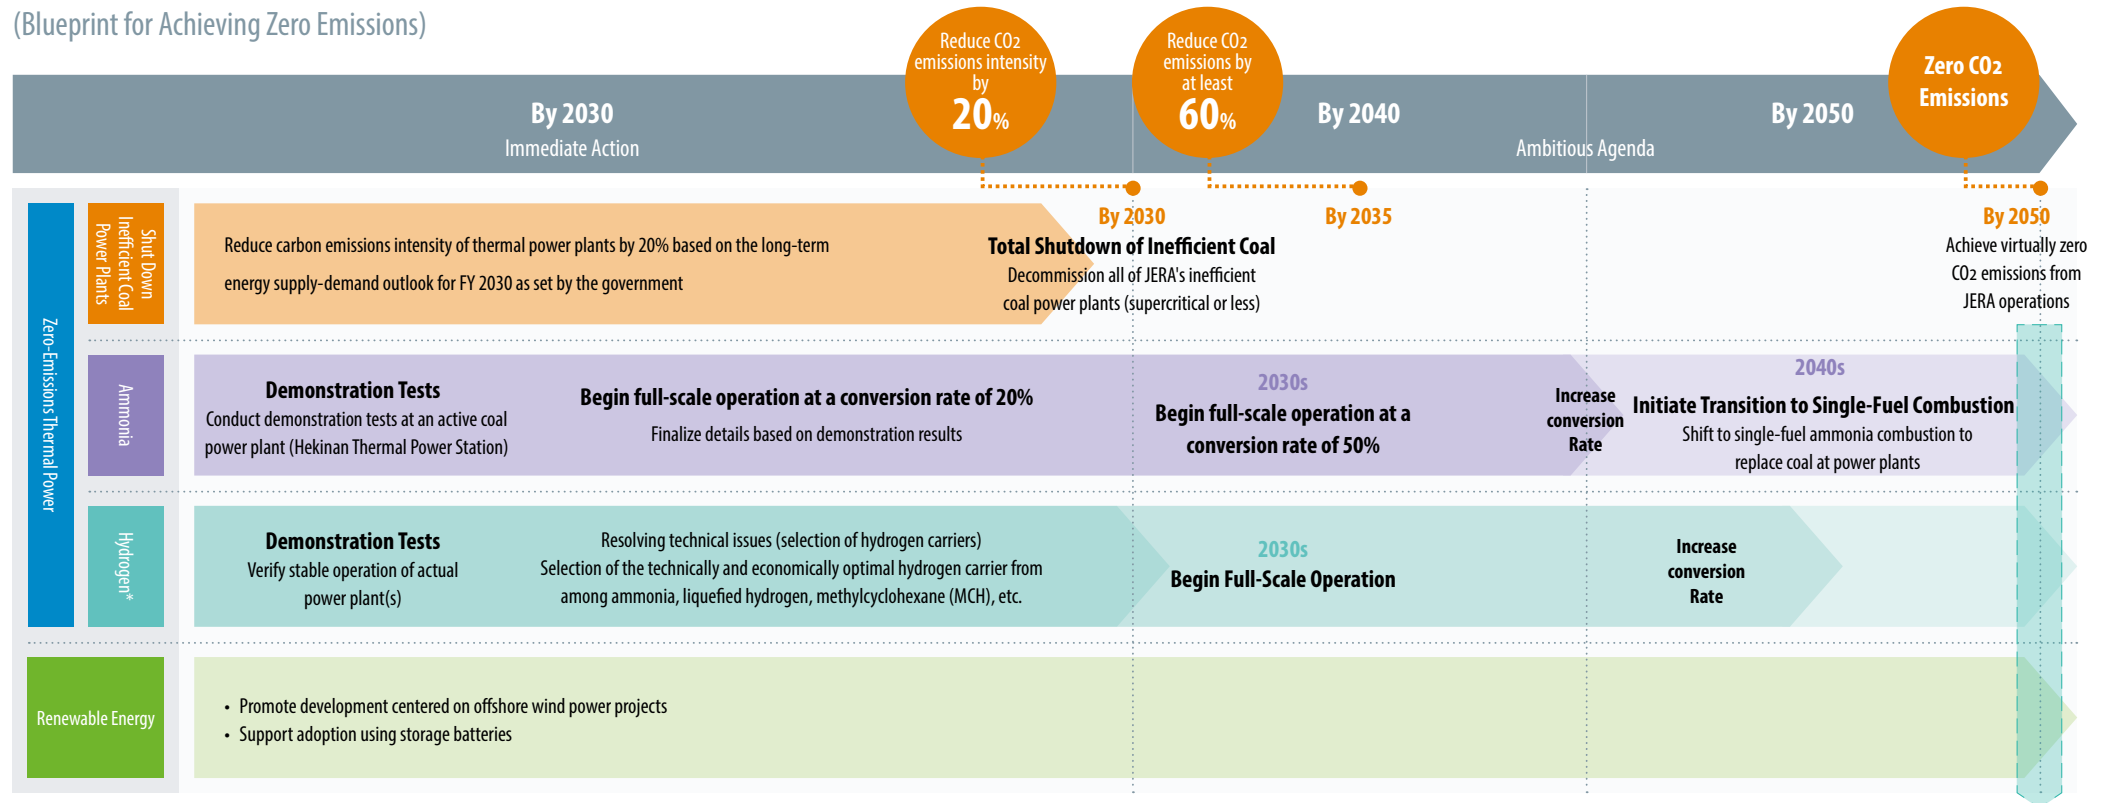 (Blueprint for Achieving Zero Emissions)
By 2030
Immediate Action
Reduce CO2
emissions intensity
by
20%
Reduce CO2
emissions by
at least
60%
By 2040
Ambitious Agenda
By 2050
Zero CO2
Emissions
By 2030
By 2035
By 2050
Zero-Emissions Thermal Power
Shut Down
Inefficient Coal
Power Plants
Reduce carbon emissions intensity of thermal power plants by 20% based on the long-term
energy supply-demand outlook for FY 2030 as set by the government
Total Shutdown of Inefficient Coal
Decommission all of JERA's inefficient
coal power plants (supercritical or less)
Achieve virtually zero
CO2 emissions from
JERA operations
Ammonia
Demonstration Tests
Conduct demonstration tests at an active coal
power plant (Hekinan Thermal Power Station)
Begin full-scale operation at a conversion rate of 20%
Finalize details based on demonstration results
2030s
Begin full-scale operation at a
conversion rate of 50%
Increase
conversion
Rate
2040s
Initiate Transition to Single-Fuel Combustion
Shift to single-fuel ammonia combustion to
replace coal at power plants
Hydrogen*
Demonstration Tests
Verify stable operation of actual
power plant(s)
Resolving technical issues (selection of hydrogen carriers)
Selection of the technically and economically optimal hydrogen carrier from
among ammonia, liquefied hydrogen, methylcyclohexane (MCH), etc.
2030s
Begin Full-Scale Operation
Increase
conversion
Rate
Renewable Energy
• Promote development centered on offshore wind power projects
• Support adoption using storage batteries